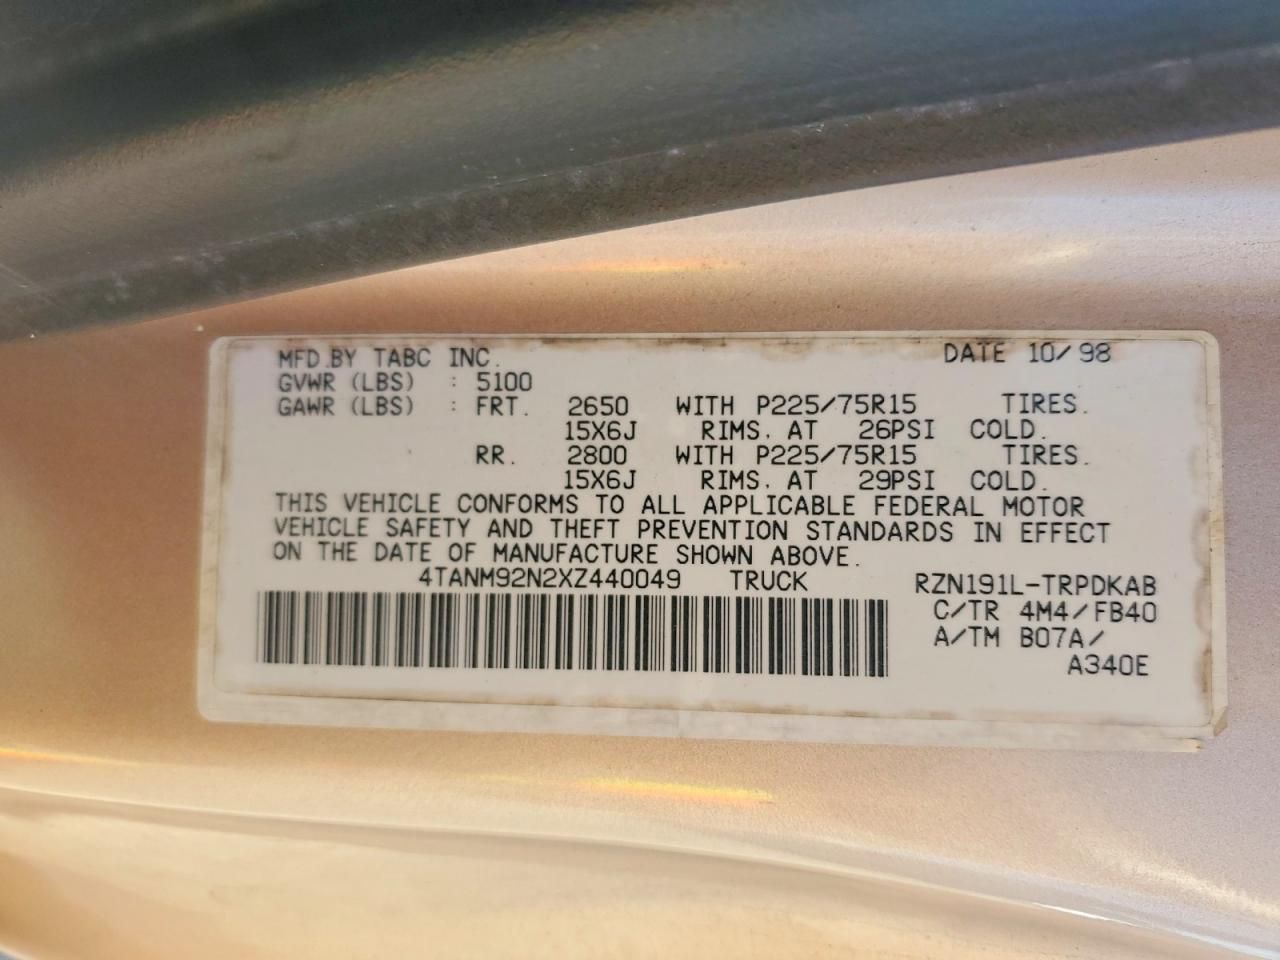 MFD.BY TABC INC. DATE 10/98
GVWR (LBS) : 5100
GAWR (LBS) : FRT. 2650 WITH P225/75R15 TIRES.
15X6J RIMS. AT 26PSI COLD.
RR. 2800 WITH P225/75R15 TIRES.
15X6J RIMS. AT 29PSI COLD.
THIS VEHICLE CONFORMS TO ALL APPLICABLE FEDERAL MOTOR
VEHICLE SAFETY AND THEFT PREVENTION STANDARDS IN EFFECT
ON THE DATE OF MANUFACTURE SHOWN ABOVE.
4TANM92N2XZ440049 TRUCK RZN191L-TRPDKAB
C/TR 4M4/FB40
A/TM B07A/
A340E